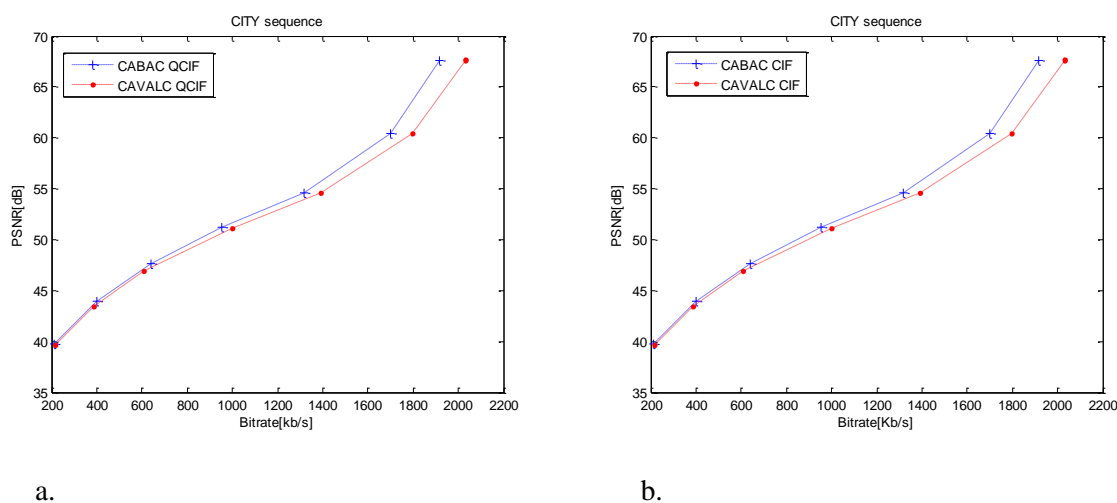 CITY sequence
70
65
60
55
50
45
40
35
PSNR[dB]
CABAC QCIF
CAVALC QCIF
200 400 600 800 1000 1200 1400 1600 1800 2000 2200
Bitrate[kb/s]
a.
CITY sequence
70
65
60
55
50
45
40
35
PSNR[dB]
CABAC CIF
CAVALC CIF
200 400 600 800 1000 1200 1400 1600 1800 2000 2200
Bitrate[Kb/s]
b.